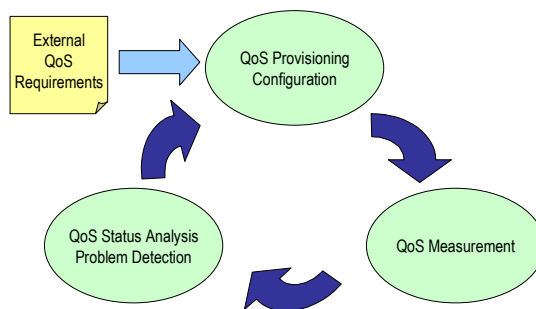 External
QoS
Requirements
QoS Provisioning
Configuration
QoS Status Analysis
Problem Detection
QoS Measurement